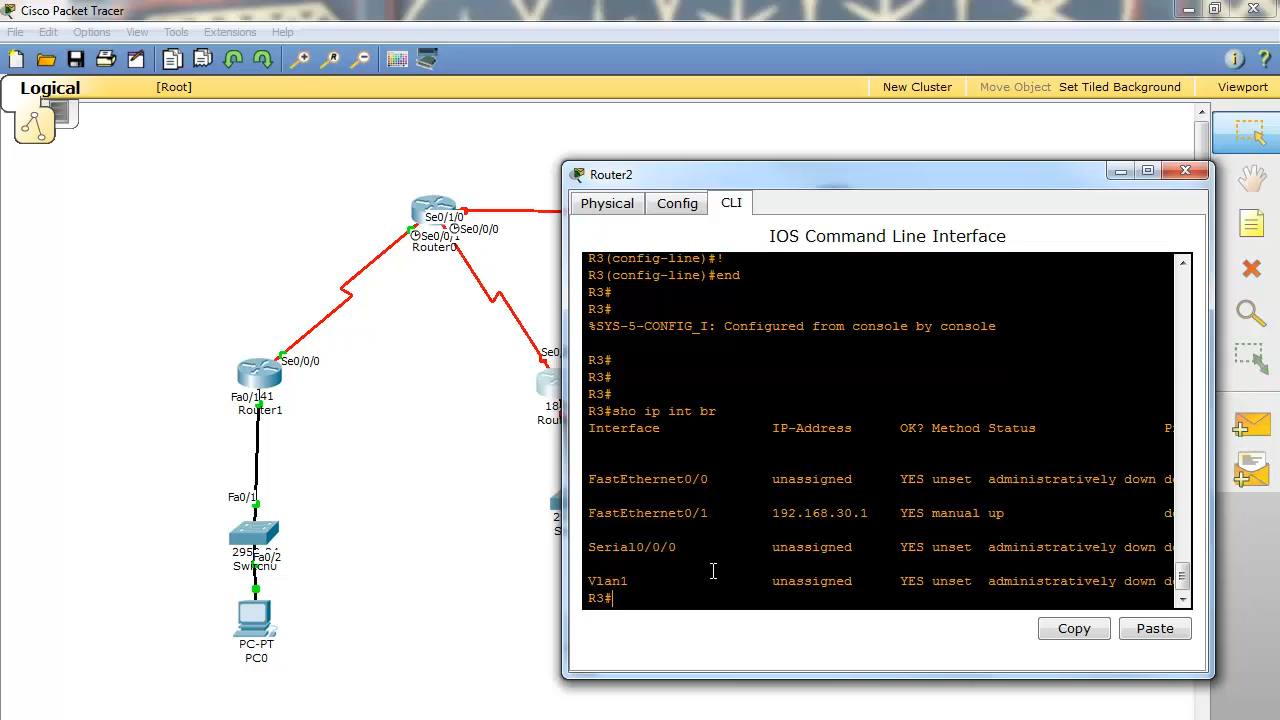 Cisco Packet Tracer
File Edit Options View Tools Extensions Help
Logical
[Root]
New Cluster
Move Object
Set Tiled Background
Viewport
Se0/1/0
Se0/0/0
Router0
Se0/0/0
Router1
Fa0/1
Fa0/2
PC-PT
PC0
Router2
Physical
Config
CLI
IOS Command Line Interface
R3(config-line)#!
R3(config-line)#end
R3#
R3#
%SYS-5-CONFIG_I: Configured from console by console
R3#
R3#
R3#
R3#sho ip int br
Interface IP-Address OK? Method Status
FastEthernet0/0 unassigned YES unset administratively down
FastEthernet0/1 192.168.30.1 YES manual up
Serial0/0/0 unassigned YES unset administratively down
Vlan1 unassigned YES unset administratively down
R3#
Copy
Paste